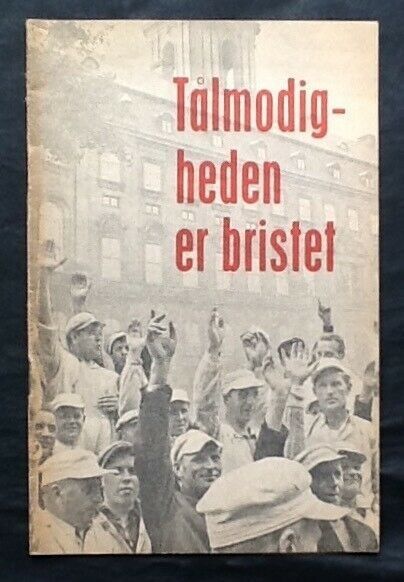 Tålmodig-
heden
er bristet